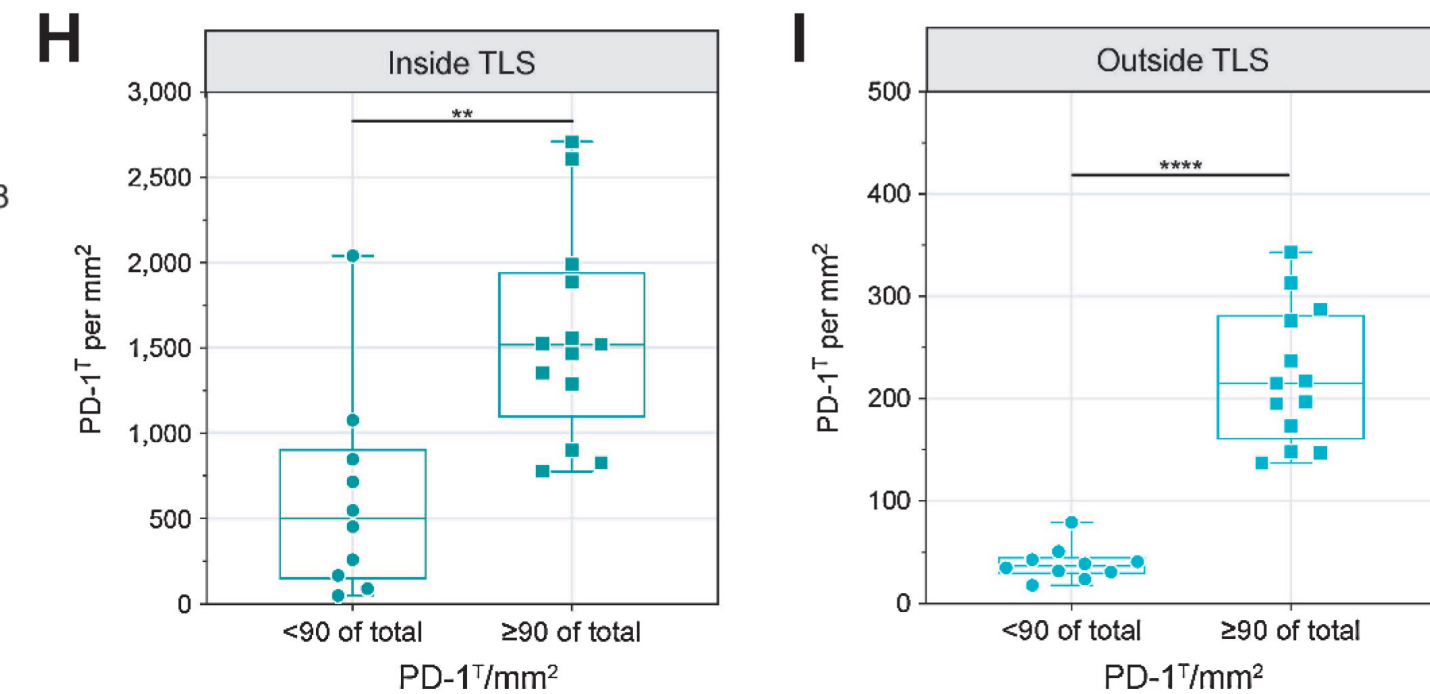 H
Inside TLS
3,000
2,500
2,000
1,500
1,000
500
0
PD-1ᵀ per mm²
**
<90 of total
≥90 of total
PD-1ᵀ/mm²
I
Outside TLS
500
400
300
200
100
0
PD-1ᵀ per mm²
****
<90 of total
≥90 of total
PD-1ᵀ/mm²